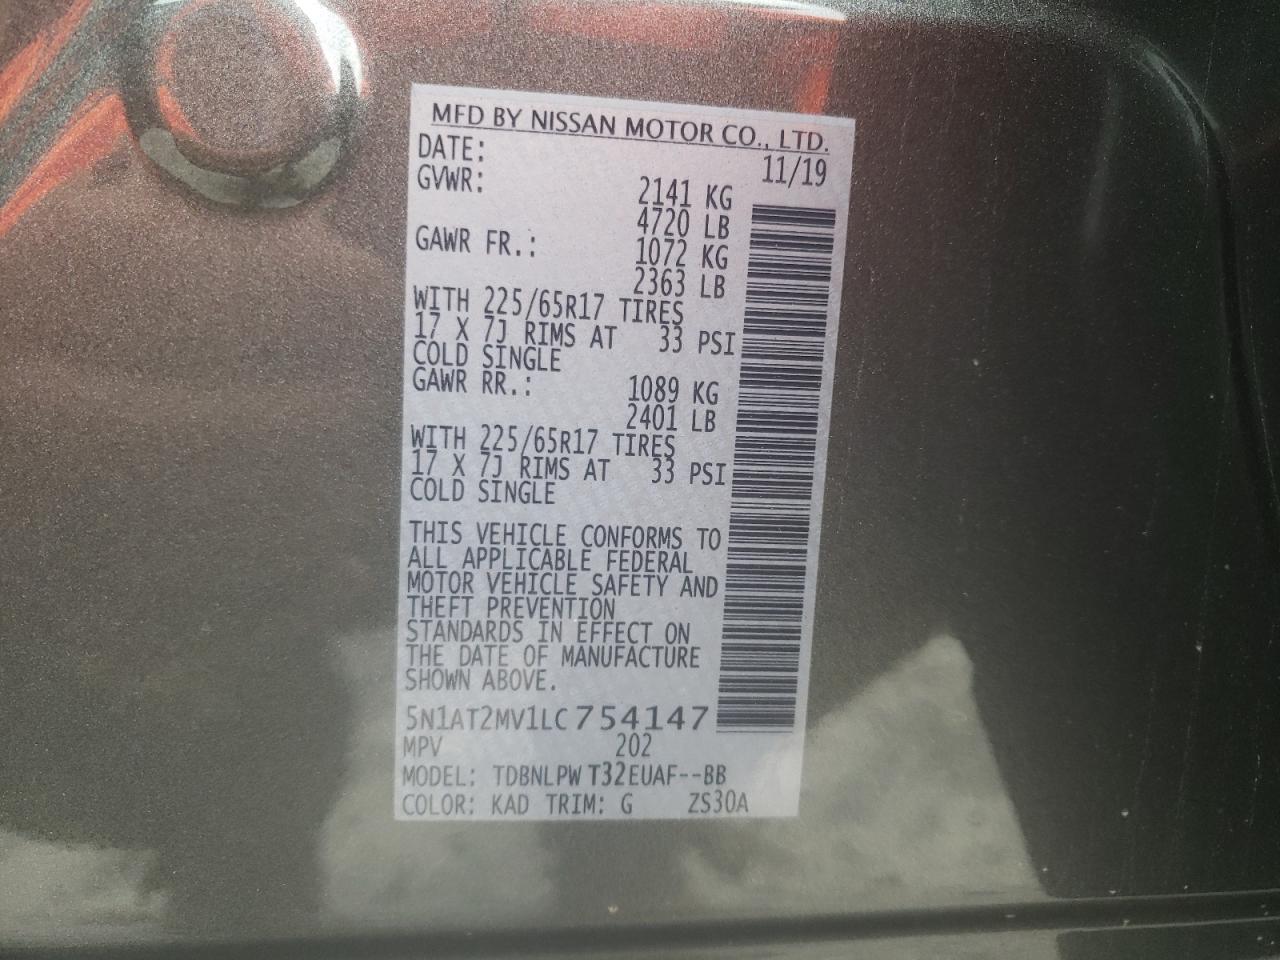 MFD BY NISSAN MOTOR CO., LTD.
DATE: 11/19
GVWR: 2141 KG
4720 LB
GAWR FR.: 1072 KG
2363 LB
WITH 225/65R17 TIRES
17 X 7J RIMS AT 33 PSI
COLD SINGLE
GAWR RR.: 1089 KG
2401 LB
WITH 225/65R17 TIRES
17 X 7J RIMS AT 33 PSI
COLD SINGLE
THIS VEHICLE CONFORMS TO
ALL APPLICABLE FEDERAL
MOTOR VEHICLE SAFETY AND
THEFT PREVENTION
STANDARDS IN EFFECT ON
THE DATE OF MANUFACTURE
SHOWN ABOVE.
5N1AT2MV1LC754147
MPV 202
MODEL: TDBNLPW T32EUAF--BB
COLOR: KAD TRIM: G ZS30A